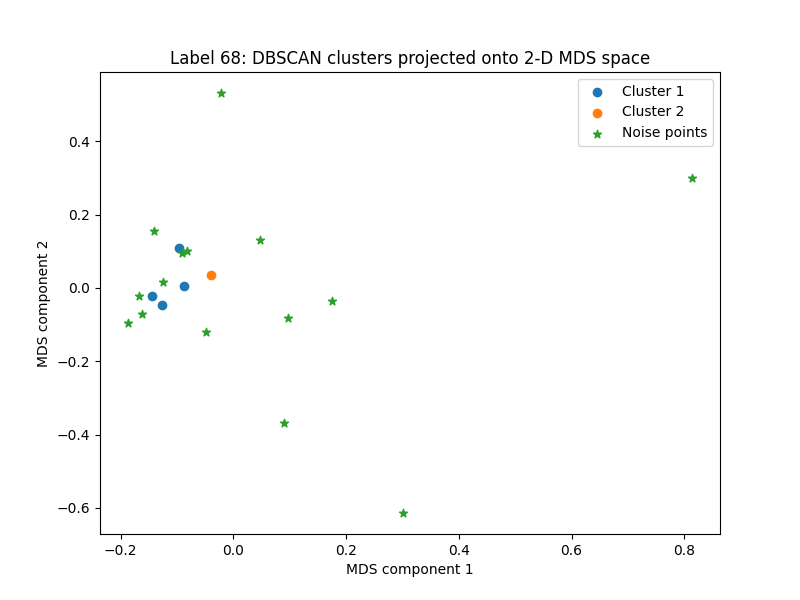 Label 68: DBSCAN clusters projected onto 2-D MDS space
Cluster 1
Cluster 2
Noise points
0.4
0.2
0.0
−0.2
−0.4
−0.6
MDS component 2
−0.2 0.0 0.2 0.4 0.6 0.8
MDS component 1